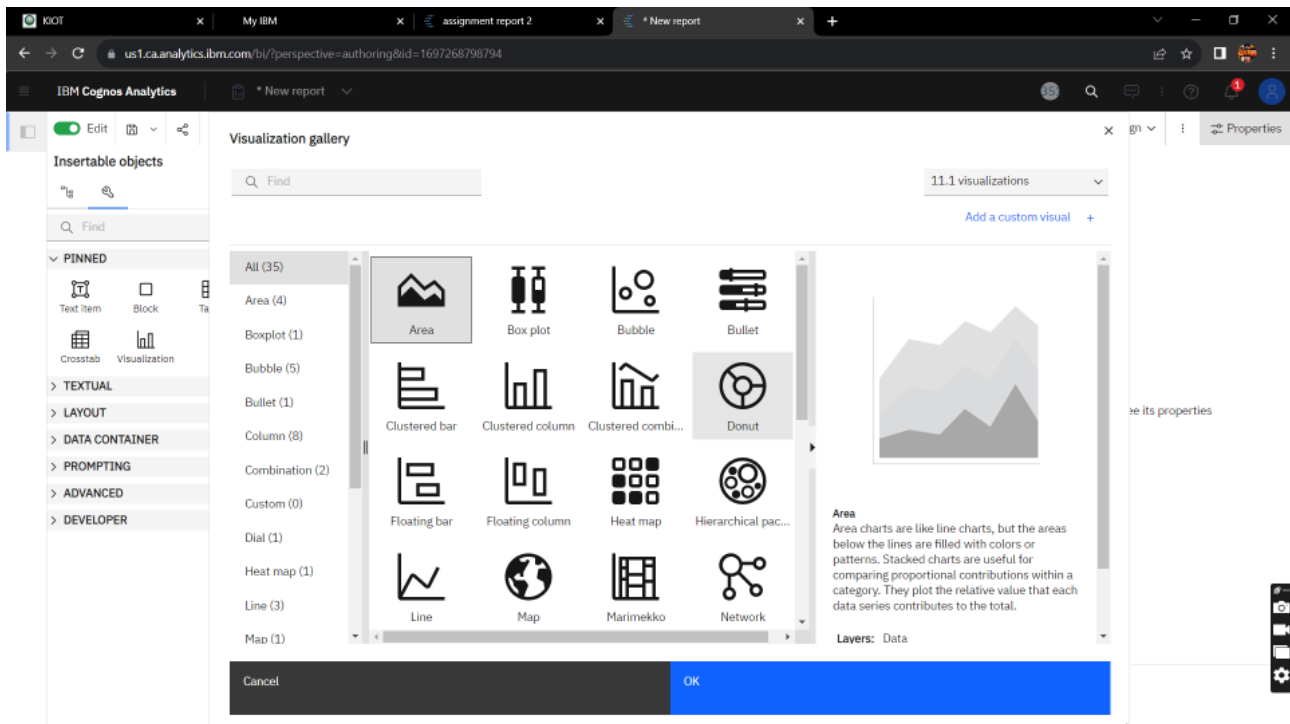 KIOT
My IBM
assignment report 2
* New report
us1.ca.analytics.ibm.com/bi/?perspective=authoring&id=1697268798794
IBM Cognos Analytics
* New report
1
Edit
gn
Properties
Insertable objects
Find
PINNED
Text item
Block
Ta
Crosstab
Visualization
TEXTUAL
LAYOUT
DATA CONTAINER
PROMPTING
ADVANCED
DEVELOPER
Visualization gallery
Find
11.1 visualizations
Add a custom visual +
All (35)
Area (4)
Boxplot (1)
Bubble (5)
Bullet (1)
Column (8)
Combination (2)
Custom (0)
Dial (1)
Heat map (1)
Line (3)
Map (1)
Area
Box plot
Bubble
Bullet
Clustered bar
Clustered column
Clustered combi...
Donut
Floating bar
Floating column
Heat map
Hierarchical pac...
Line
Map
Marimekko
Network
Area
Area charts are like line charts, but the areas
below the lines are filled with colors or
patterns. Stacked charts are useful for
comparing proportional contributions within a
category. They plot the relative value that each
data series contributes to the total.
Layers: Data
ee its properties
Cancel
OK